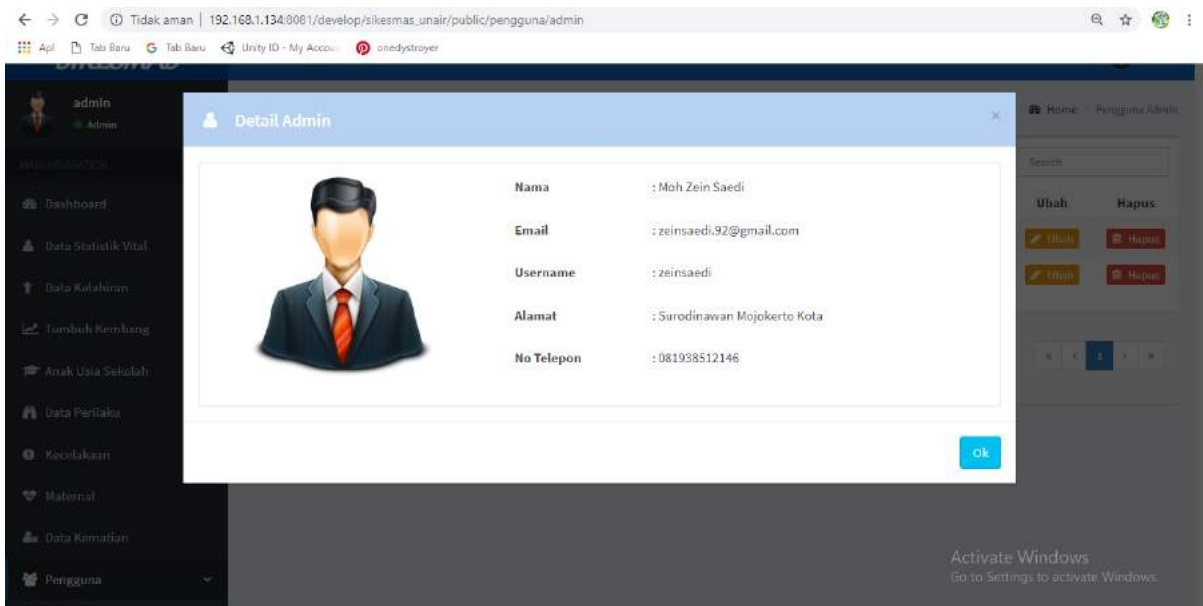 Tidak aman | 192.168.1.134:8081/develop/sikesmas_unair/public/pengguna/admin
Apl Tab Baru Tab Baru Unity ID - My Accou onedystroyer
admin
Admin
Detail Admin ×
Home Pengguna Admin
Search
Nama : Moh Zein Saedi
Email : zeinsaedi.92@gmail.com
Username : zeinsaedi
Alamat : Surodinawan Mojokerto Kota
No Telepon : 081938512146
Ok
Ubah Hapus
Ubah Hapus
Ubah Hapus
« ‹ 1 › »
Dashboard
Data Statistik Vital
Data Kelahiran
Tumbuh Kembang
Anak Usia Sekolah
Data Perilaku
Kecelakaan
Maternal
Data Kematian
Pengguna
Activate Windows
Go to Settings to activate Windows.